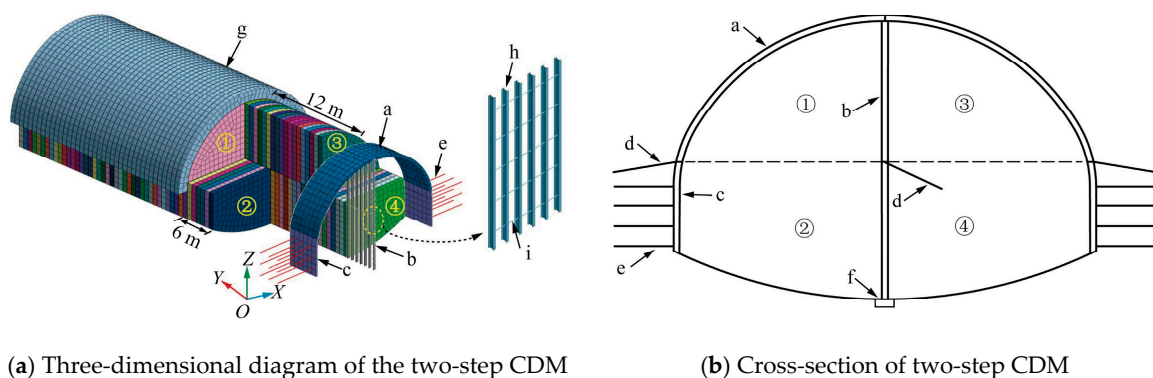 g
h
12 m
a
①
③
e
②
④
6 m
i
b
c
Z
Y
X
O
(a) Three-dimensional diagram of the two-step CDM
a
①
b
③
d
c
d
②
④
e
f
(b) Cross-section of two-step CDM